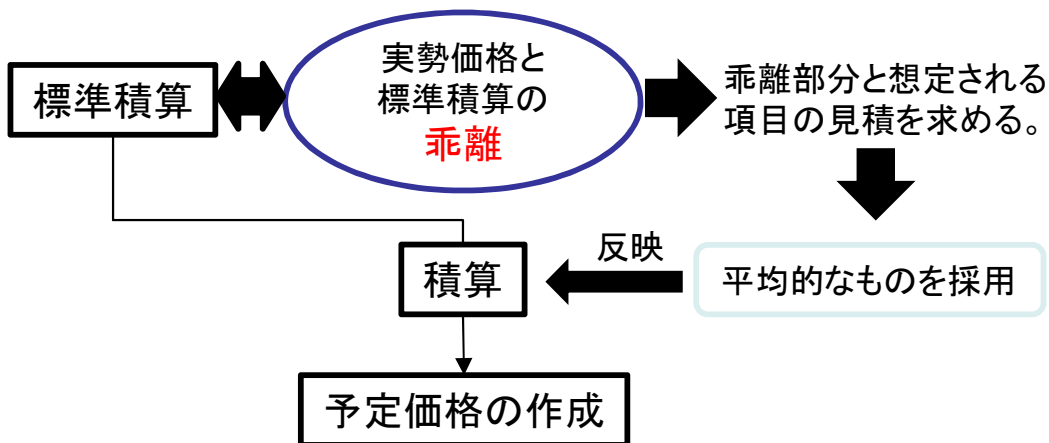 標準積算
実勢価格と
標準積算の
乖離
乖離部分と想定される
項目の見積を求める。
反映
積算
平均的なものを採用
予定価格の作成